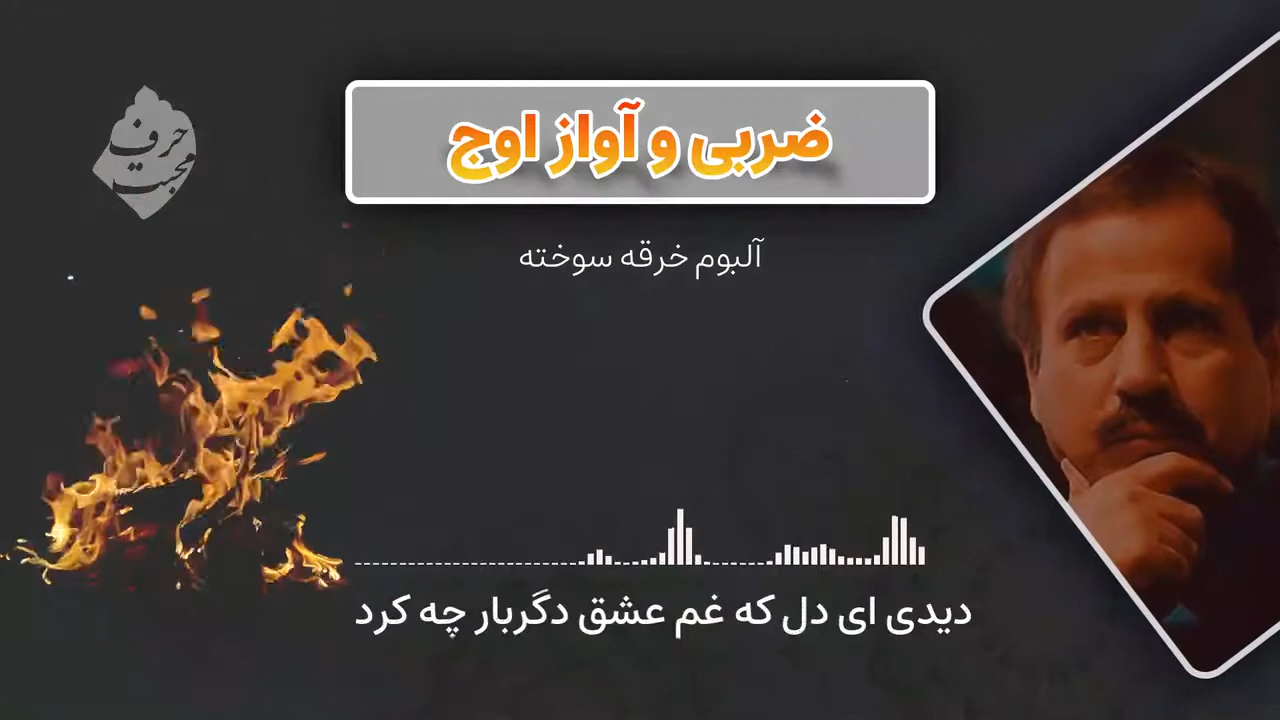 ضربی و آواز اوج
حرف
محبت
آلبوم خرقه سوخته
دیدی ای دل که غم عشق دگربار چه کرد